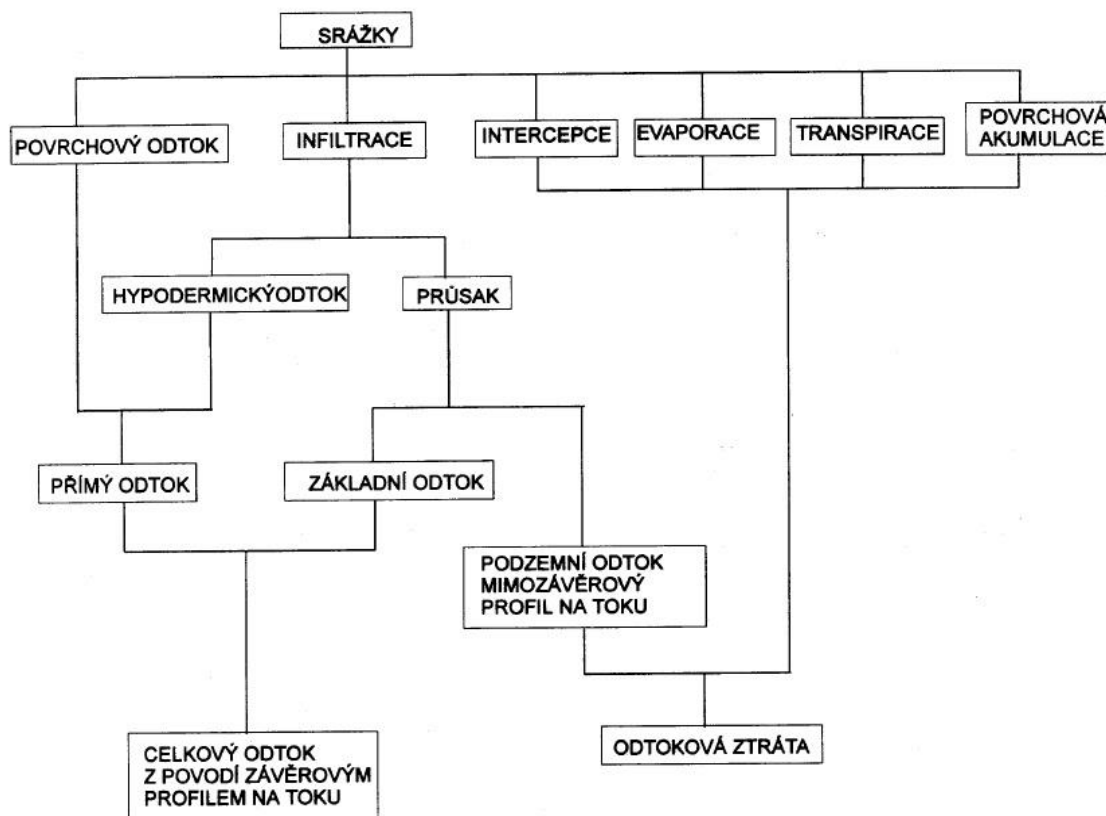 SRÁŽKY
POVRCHOVÝ ODTOK
INFILTRACE
INTERCEPCE
EVAPORACE
TRANSPIRACE
POVRCHOVÁ
AKUMULACE
HYPODERMICKÝODTOK
PRŮSAK
PŘÍMÝ ODTOK
ZÁKLADNÍ ODTOK
PODZEMNÍ ODTOK
MIMOZÁVĚROVÝ
PROFIL NA TOKU
CELKOVÝ ODTOK
Z POVODÍ ZÁVĚROVÝM
PROFILEM NA TOKU
ODTOKOVÁ ZTRÁTA